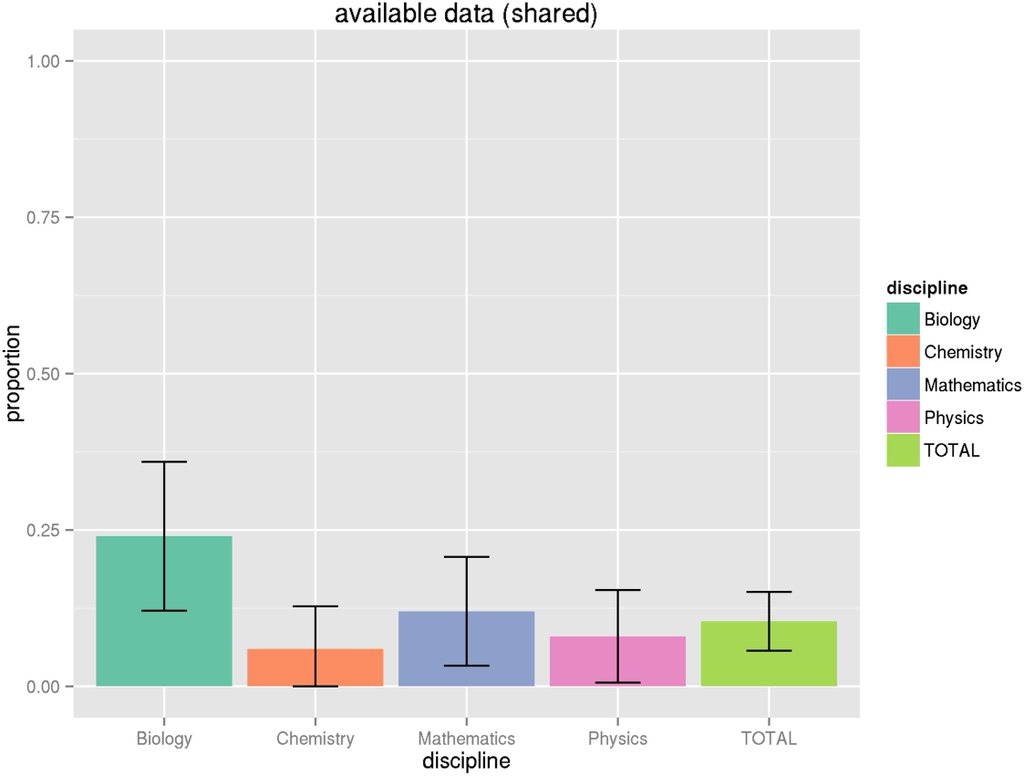 available data (shared)
1.00
0.75
0.50
0.25
0.00
proportion
Biology
Chemistry
Mathematics
Physics
TOTAL
discipline
discipline
Biology
Chemistry
Mathematics
Physics
TOTAL